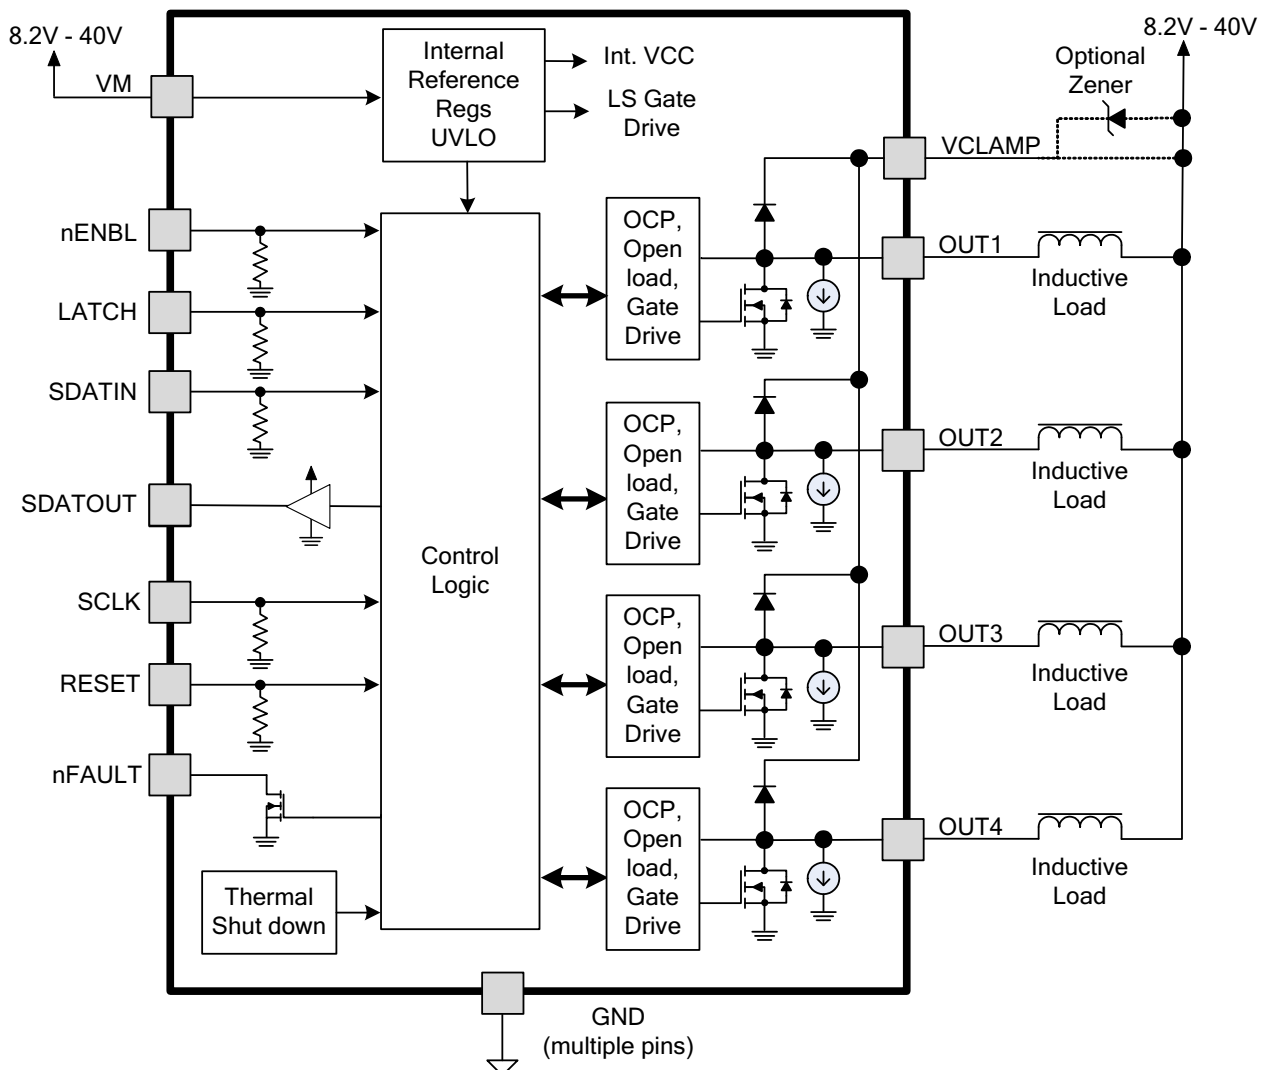 8.2V - 40V
VM
Internal
Reference
Regs
UVLO
Int. VCC
LS Gate
Drive
8.2V - 40V
Optional
Zener
VCLAMP
nENBL
LATCH
SDATIN
SDATOUT
SCLK
RESET
nFAULT
Thermal
Shut down
Control
Logic
OCP,
Open
load,
Gate
Drive
OUT1
Inductive
Load
OCP,
Open
load,
Gate
Drive
OUT2
Inductive
Load
OCP,
Open
load,
Gate
Drive
OUT3
Inductive
Load
OCP,
Open
load,
Gate
Drive
OUT4
Inductive
Load
GND
(multiple pins)